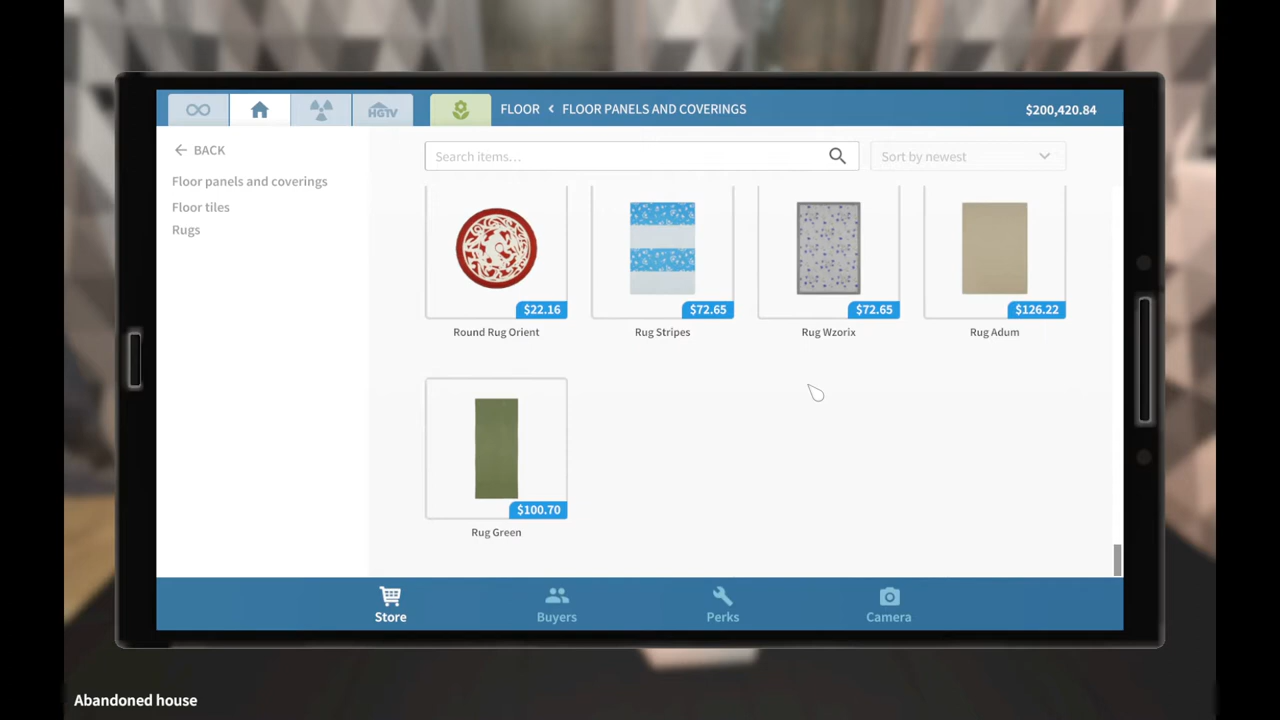 HGTV
FLOOR < FLOOR PANELS AND COVERINGS
$200,420.84
BACK
Floor panels and coverings
Floor tiles
Rugs
Search items...
Sort by newest
$22.16
$72.65
$72.65
$126.22
Round Rug Orient
Rug Stripes
Rug Wzorix
Rug Adum
$100.70
Rug Green
Store
Buyers
Perks
Camera
Abandoned house